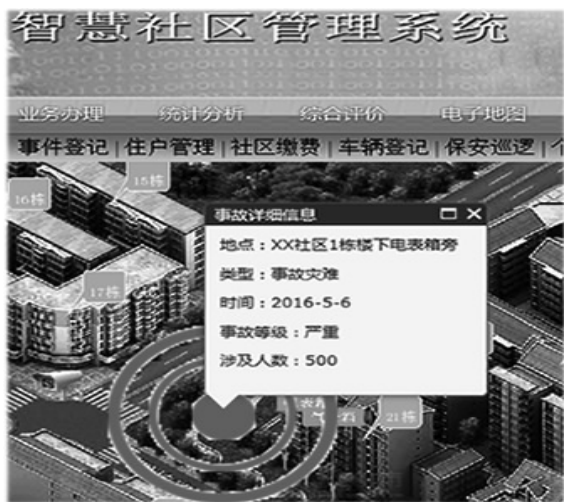 智慧社区管理系统
业务办理 统计分析 综合评价 电子地图
事件登记|住户管理|社区缴费|车辆登记|保安巡逻|个
15栋
16栋
事故详细信息
地点：XX社区1栋楼下电表箱旁
类型：事故灾难
时间：2016-5-6
事故等级：严重
涉及人数：500
17栋
21栋